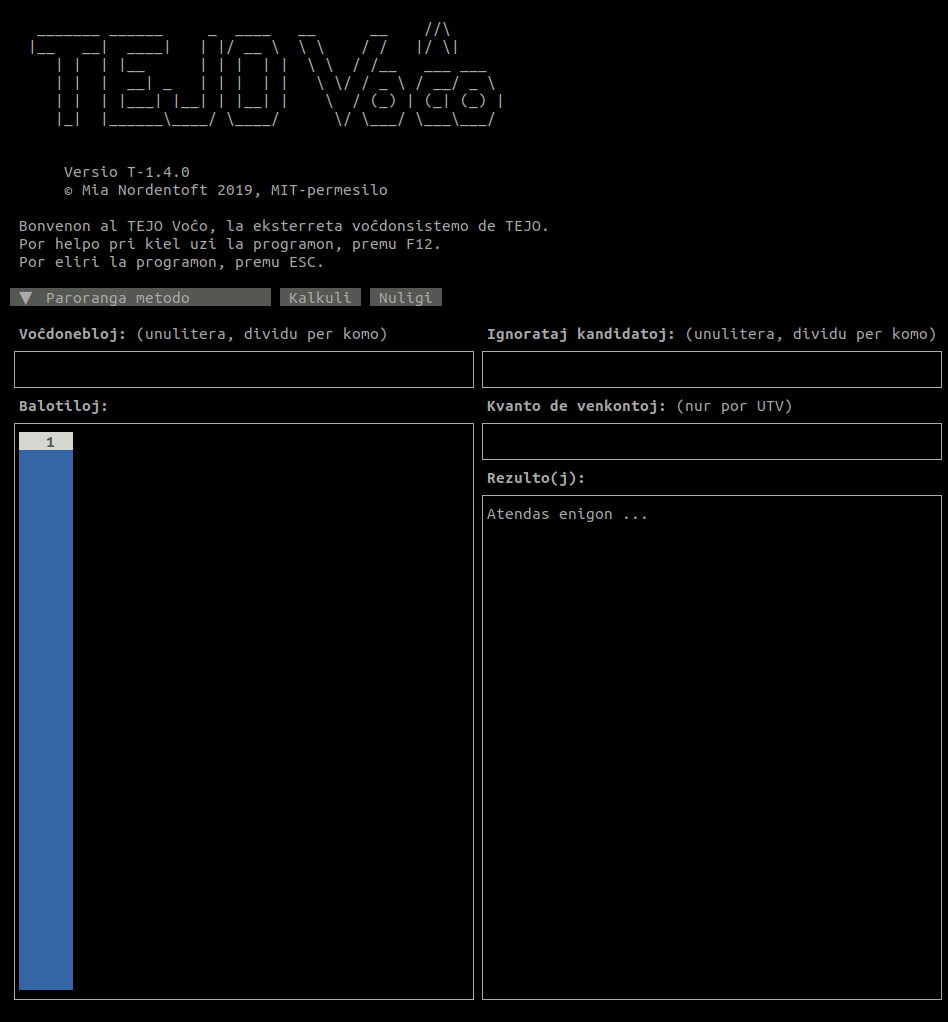 TEJO Voĉo
Versio T-1.4.0
© Mia Nordentoft 2019, MIT-permesilo
Bonvenon al TEJO Voĉo, la eksterreta voĉdonsistemo de TEJO.
Por helpo pri kiel uzi la programon, premu F12.
Por eliri la programon, premu ESC.
▼ Paroranga metodo Kalkuli Nuligi
Voĉdonebloj: (unulitera, dividu per komo)
Ignorataj kandidatoj: (unulitera, dividu per komo)
Balotiloj:
1
Kvanto de venkontoj: (nur por UTV)
Rezulto(j):
Atendas enigon ...